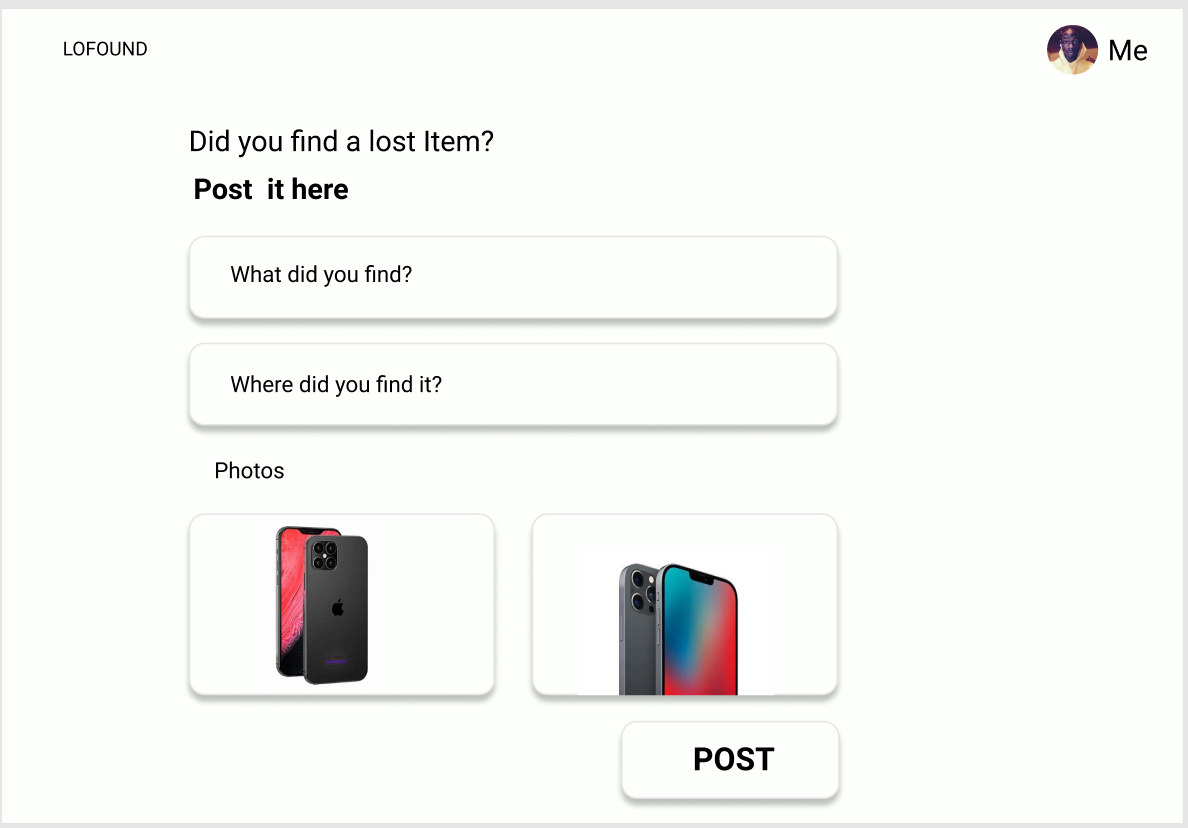 LOFOUND
Me
Did you find a lost Item?
Post it here
What did you find?
Where did you find it?
Photos
POST